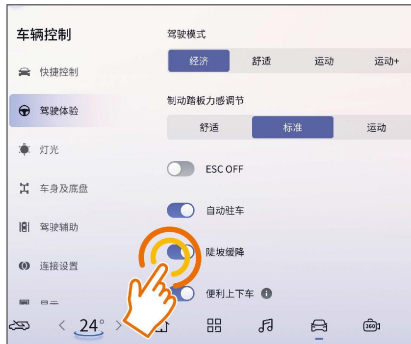 车辆控制
快捷控制
驾驶体验
灯光
车身及底盘
驾驶辅助
连接设置
驾驶模式
经济 舒适 运动 运动+
制动踏板力感调节
舒适 标准 运动
ESC OFF
自动驻车
陡坡缓降
便利上下车
< 24° >
360